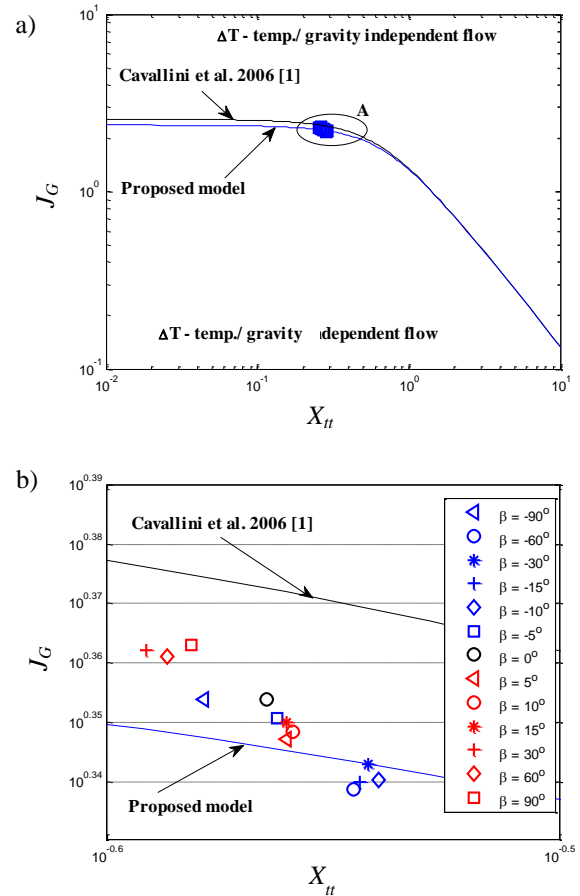 a)
ΔT - temp./ gravity independent flow
Cavallini et al. 2006 [1]
A
Proposed model
ΔT - temp./ gravity dependent flow
J_G
10^1
10^0
10^-1
10^-2
10^-1
10^0
10^1
X_tt
b)
10^0.39
10^0.38
10^0.37
10^0.36
10^0.35
10^0.34
J_G
Cavallini et al. 2006 [1]
Proposed model
β = -90°
β = -60°
β = -30°
β = -15°
β = -10°
β = -5°
β = 0°
β = 5°
β = 10°
β = 15°
β = 30°
β = 60°
β = 90°
10^-0.6
10^-0.5
X_tt